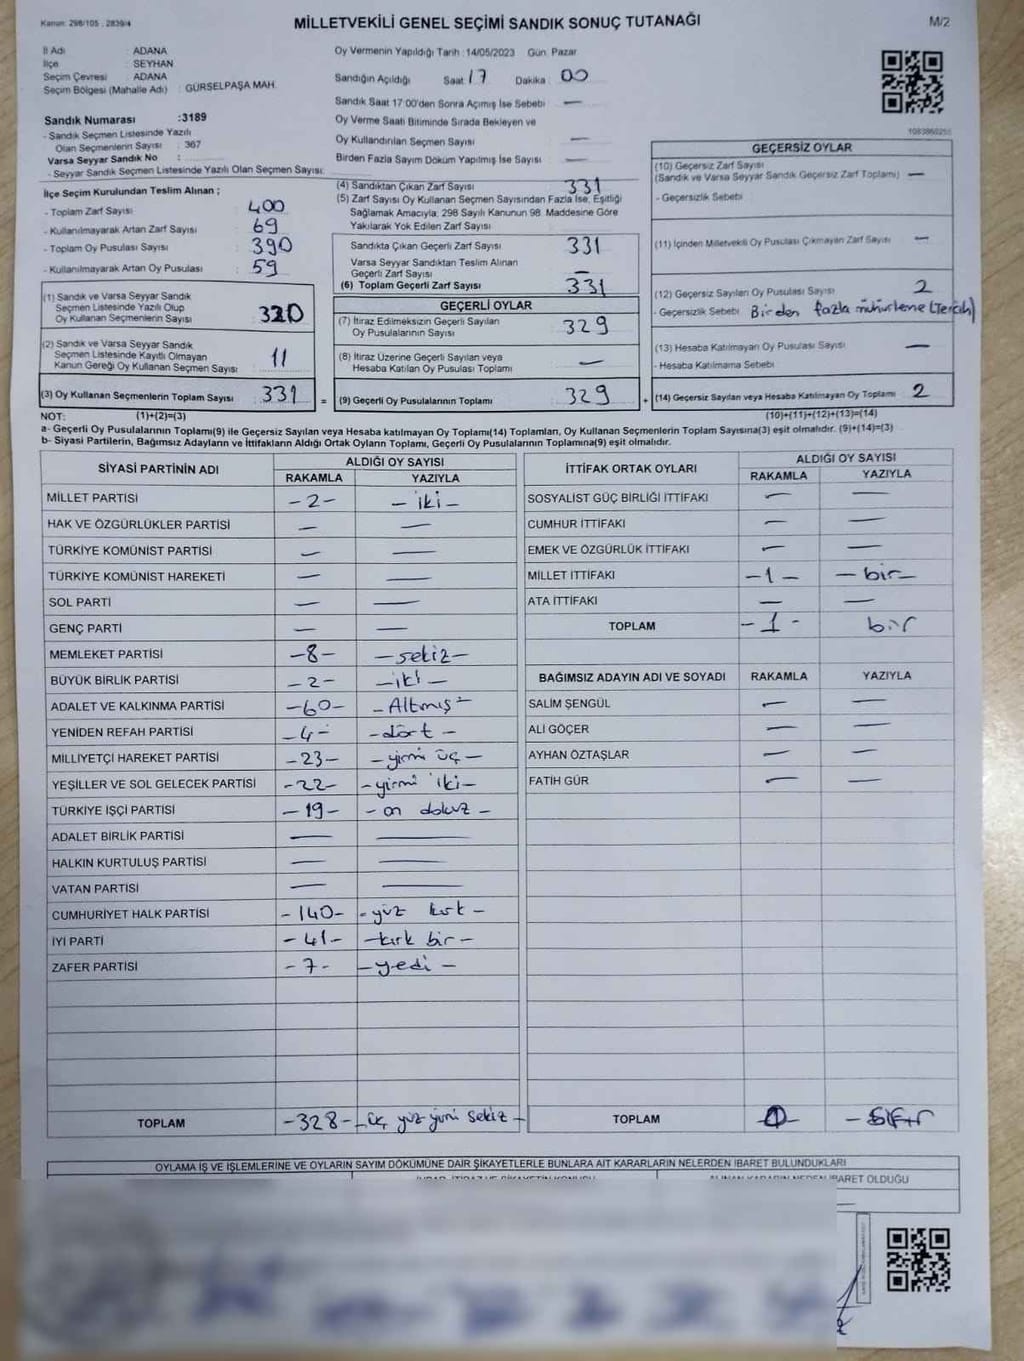 Kanun: 298/105 , 2839/4
MİLLETVEKİLİ GENEL SEÇİMİ SANDIK SONUÇ TUTANAĞI
M/2
İl Adı : ADANA
İlçe : SEYHAN
Seçim Çevresi : ADANA
Seçim Bölgesi (Mahalle Adı) : GÜRSELPAŞA MAH.
Sandık Numarası :3189
- Sandık Seçmen Listesinde Yazılı
Olan Seçmenlerin Sayısı : 367
Varsa Seyyar Sandık No :
- Seyyar Sandık Seçmen Listesinde Yazılı Olan Seçmen Sayısı:
Oy Vermenin Yapıldığı Tarih :14/05/2023 Gün: Pazar
Sandığın Açıldığı Saat 17 Dakika : 00
Sandık Saat 17:00'den Sonra Açımış İse Sebebi —
Oy Verme Saati Bitiminde Sırada Bekleyen ve
Oy Kullandırılan Seçmen Sayısı —
Birden Fazla Sayım Döküm Yapılmış İse Sayısı —
1083860255
İlçe Seçim Kurulundan Teslim Alınan ;
- Toplam Zarf Sayısı : 400
- Kullanılmayarak Artan Zarf Sayısı : 69
- Toplam Oy Pusulası Sayısı : 390
- Kullanılmayarak Artan Oy Pusulası : 59
(1) Sandık ve Varsa Seyyar Sandık
Seçmen Listesinde Yazılı Olup
Oy Kullanan Seçmenlerin Sayısı : 320
(2) Sandık ve Varsa Seyyar Sandık
Seçmen Listesinde Kayıtlı Olmayan
Kanun Gereği Oy Kullanan Seçmen Sayısı : 11
(3) Oy Kullanan Seçmenlerin Toplam Sayısı : 331 =
(4) Sandıktan Çıkan Zarf Sayısı 331
(5) Zarf Sayısı Oy Kullanan Seçmen Sayısından Fazla İse, Eşitliği
Sağlamak Amacıyla, 298 Sayılı Kanunun 98. Maddesine Göre
Yakılarak Yok Edilen Zarf Sayısı
Sandıkta Çıkan Geçerli Zarf Sayısı 331
Varsa Seyyar Sandıktan Teslim Alınan
Geçerli Zarf Sayısı —
(6) Toplam Geçerli Zarf Sayısı 331
GEÇERLİ OYLAR
(7) İtiraz Edilmeksizin Geçerli Sayılan
Oy Pusulalarının Sayısı 329
(8) İtiraz Üzerine Geçerli Sayılan veya
Hesaba Katılan Oy Pusulası Toplamı —
(9) Geçerli Oy Pusulalarının Toplamı 329 +
GEÇERSİZ OYLAR
(10) Geçersiz Zarf Sayısı
(Sandık ve Varsa Seyyar Sandık Geçersiz Zarf Toplamı) —
- Geçersizlik Sebebi
(11) İçinden Milletvekili Oy Pusulası Çıkmayan Zarf Sayısı —
(12) Geçersiz Sayılan Oy Pusulası Sayısı 2
- Geçersizlik Sebebi Birden fazla mühürleme (Tercih)
(13) Hesaba Katılmayan Oy Pusulası Sayısı —
- Hesaba Katılmama Sebebi
(14) Geçersiz Sayılan veya Hesaba Katılmayan Oy Toplamı 2
NOT: (1)+(2)=(3) (10)+(11)+(12)+(13)=(14)
a- Geçerli Oy Pusulalarının Toplamı(9) ile Geçersiz Sayılan veya Hesaba katılmayan Oy Toplamı(14) Toplamları, Oy Kullanan Seçmenlerin Toplam Sayısına(3) eşit olmalıdır. (9)+(14)=(3)
b- Siyasi Partilerin, Bağımsız Adayların ve İttifakların Aldığı Ortak Oyların Toplamı, Geçerli Oy Pusulalarının Toplamına(9) eşit olmalıdır.
SİYASİ PARTİNİN ADI ALDIĞI OY SAYISI
RAKAMLA YAZIYLA
MİLLET PARTİSİ -2- - iki -
HAK VE ÖZGÜRLÜKLER PARTİSİ — —
TÜRKİYE KOMÜNİST PARTİSİ — —
TÜRKİYE KOMÜNİST HAREKETİ — —
SOL PARTİ — —
GENÇ PARTİ — —
MEMLEKET PARTİSİ -8- -sekiz-
BÜYÜK BİRLİK PARTİSİ -2- -iki-
ADALET VE KALKINMA PARTİSİ -60- -Altmış-
YENİDEN REFAH PARTİSİ -4- -dört-
MİLLİYETÇİ HAREKET PARTİSİ -23- -yirmi üç-
YEŞİLLER VE SOL GELECEK PARTİSİ -22- -yirmi iki-
TÜRKİYE İŞÇİ PARTİSİ -19- -on dokuz-
ADALET BİRLİK PARTİSİ — —
HALKIN KURTULUŞ PARTİSİ — —
VATAN PARTİSİ — —
CUMHURİYET HALK PARTİSİ -140- -yüz kırk-
İYİ PARTİ -41- -kırk bir-
ZAFER PARTİSİ -7- -yedi-
TOPLAM -328- -üç yüz yirmi sekiz-
İTTİFAK ORTAK OYLARI ALDIĞI OY SAYISI
RAKAMLA YAZIYLA
SOSYALİST GÜÇ BİRLİĞİ İTTİFAKI — —
CUMHUR İTTİFAKI — —
EMEK VE ÖZGÜRLÜK İTTİFAKI — —
MİLLET İTTİFAKI -1- -bir-
ATA İTTİFAKI — —
TOPLAM -1- bir
BAĞIMSIZ ADAYIN ADI VE SOYADI RAKAMLA YAZIYLA
SALİM ŞENGÜL — —
ALİ GÖÇER — —
AYHAN ÖZTAŞLAR — —
FATİH GÜR — —
TOPLAM -0- -sıfır
OYLAMA İŞ VE İŞLEMLERİNE VE OYLARIN SAYIM DÖKÜMÜNE DAİR ŞİKAYETLERLE BUNLARA AİT KARARLARIN NELERDEN İBARET BULUNDUKLARI